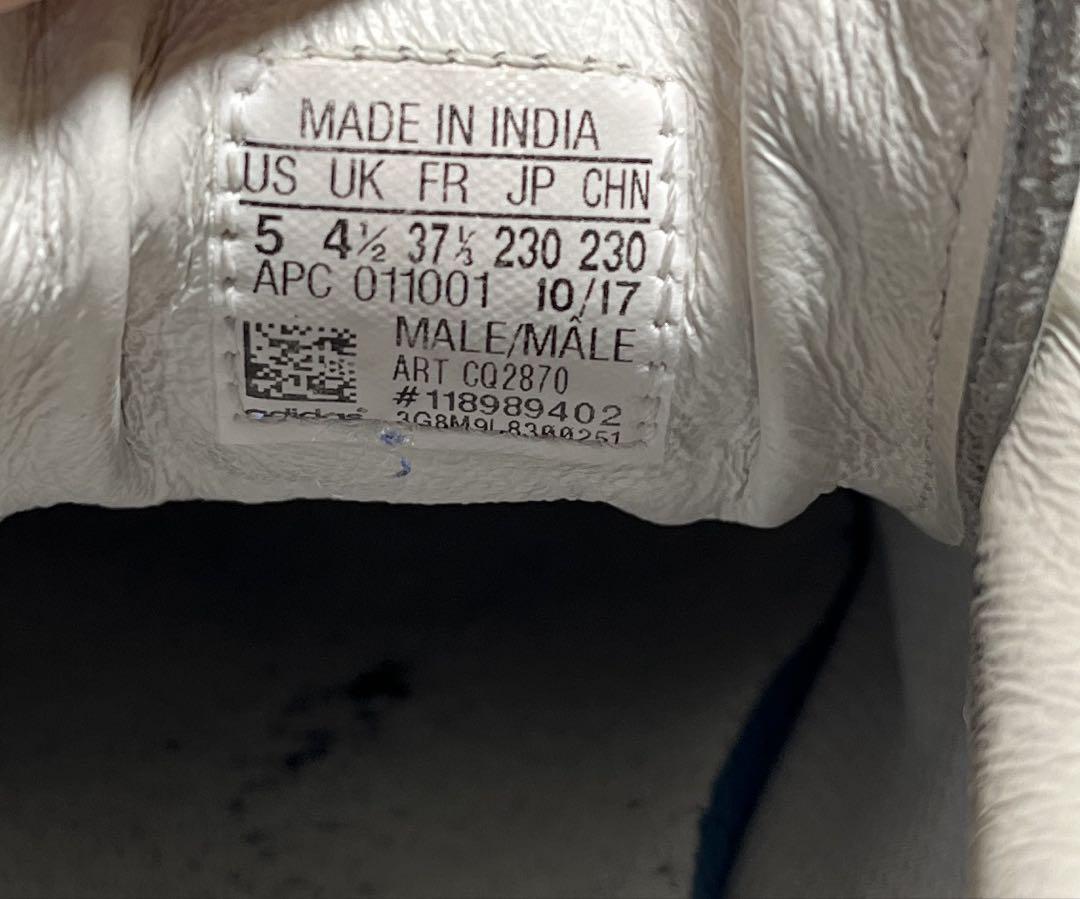 MADE IN INDIA
US UK FR JP CHN
5 4½ 37⅓ 230 230
APC 011001 10/17
MALE/MÂLE
ART CQ2870
#118989402
adidas